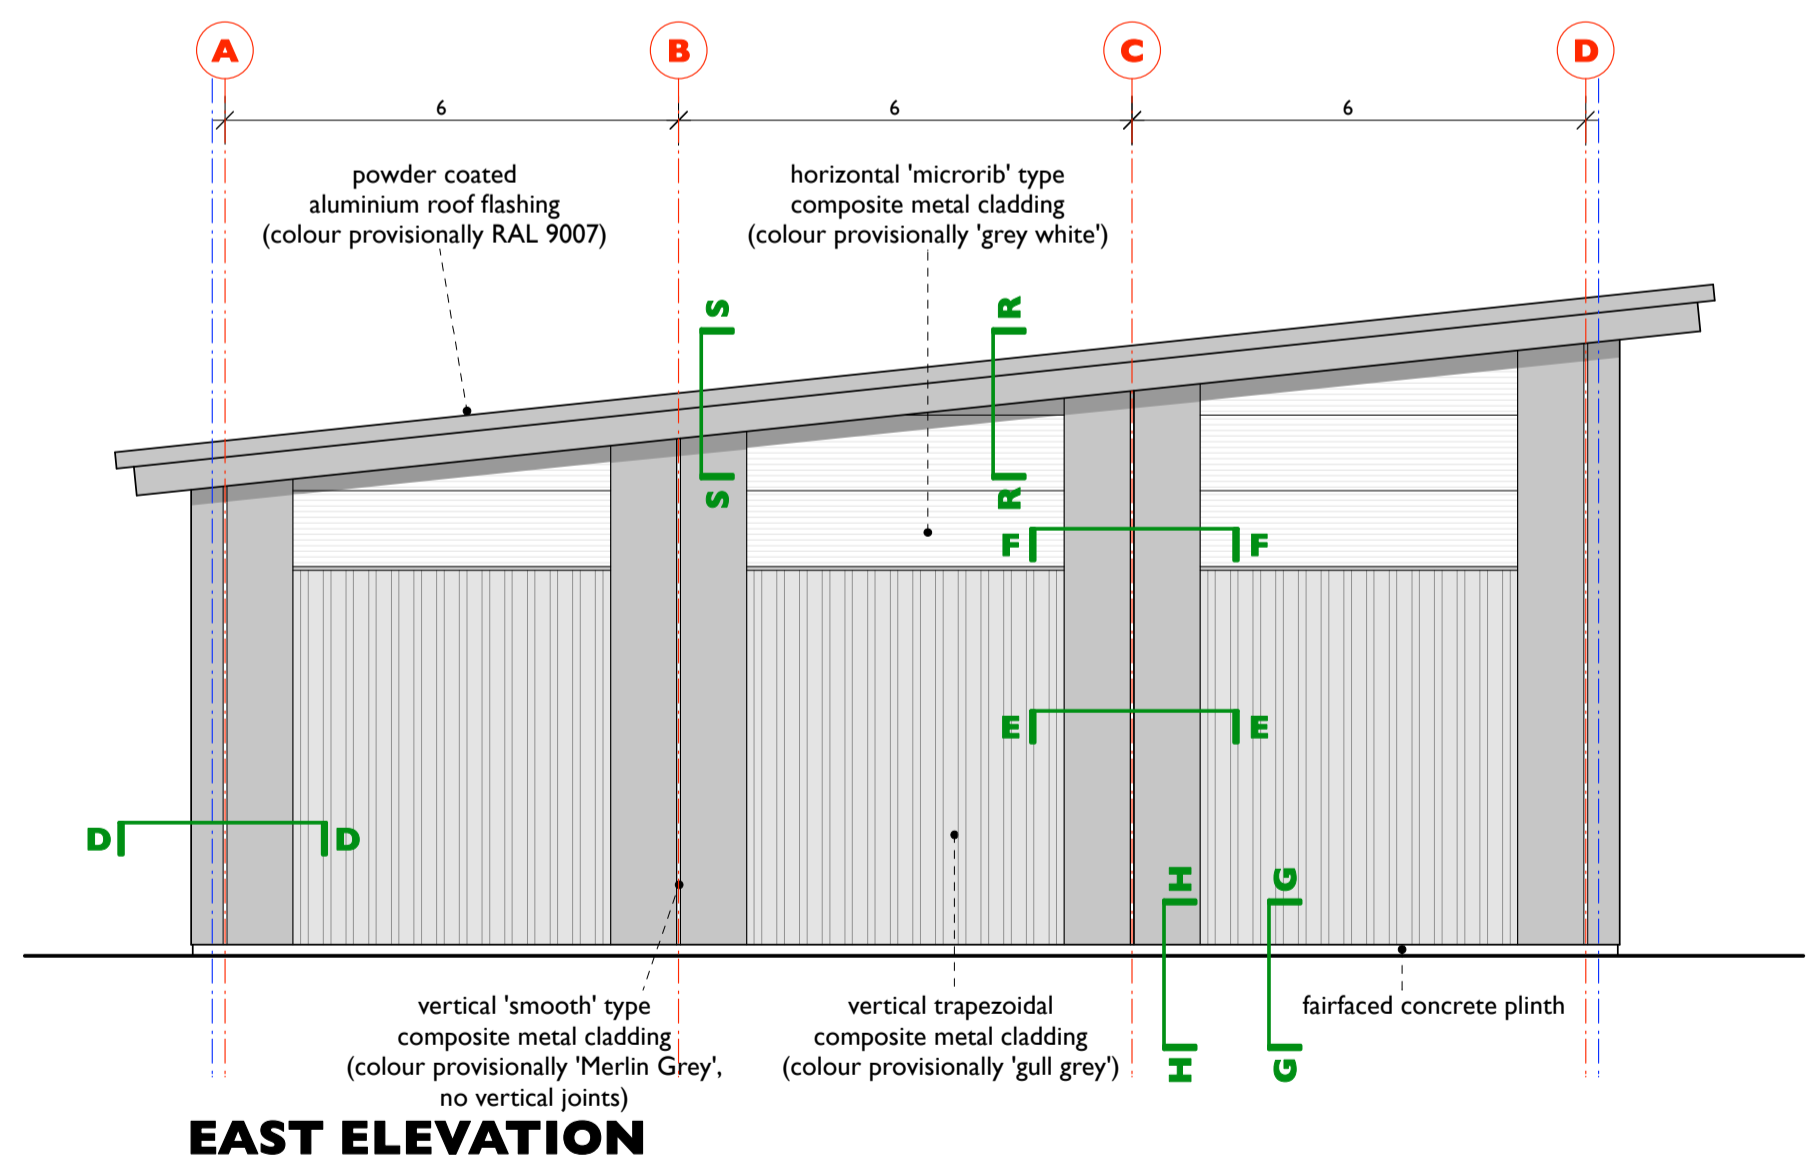 A
B
C
D
6
6
6
powder coated
aluminium roof flashing
(colour provisionally RAL 9007)
horizontal 'microrib' type
composite metal cladding
(colour provisionally 'grey white')
S
R
S
R
F
F
E
E
D
D
H
G
vertical 'smooth' type
composite metal cladding
(colour provisionally 'Merlin Grey',
no vertical joints)
vertical trapezoidal
composite metal cladding
(colour provisionally 'gull grey')
fairfaced concrete plinth
H
G
EAST ELEVATION